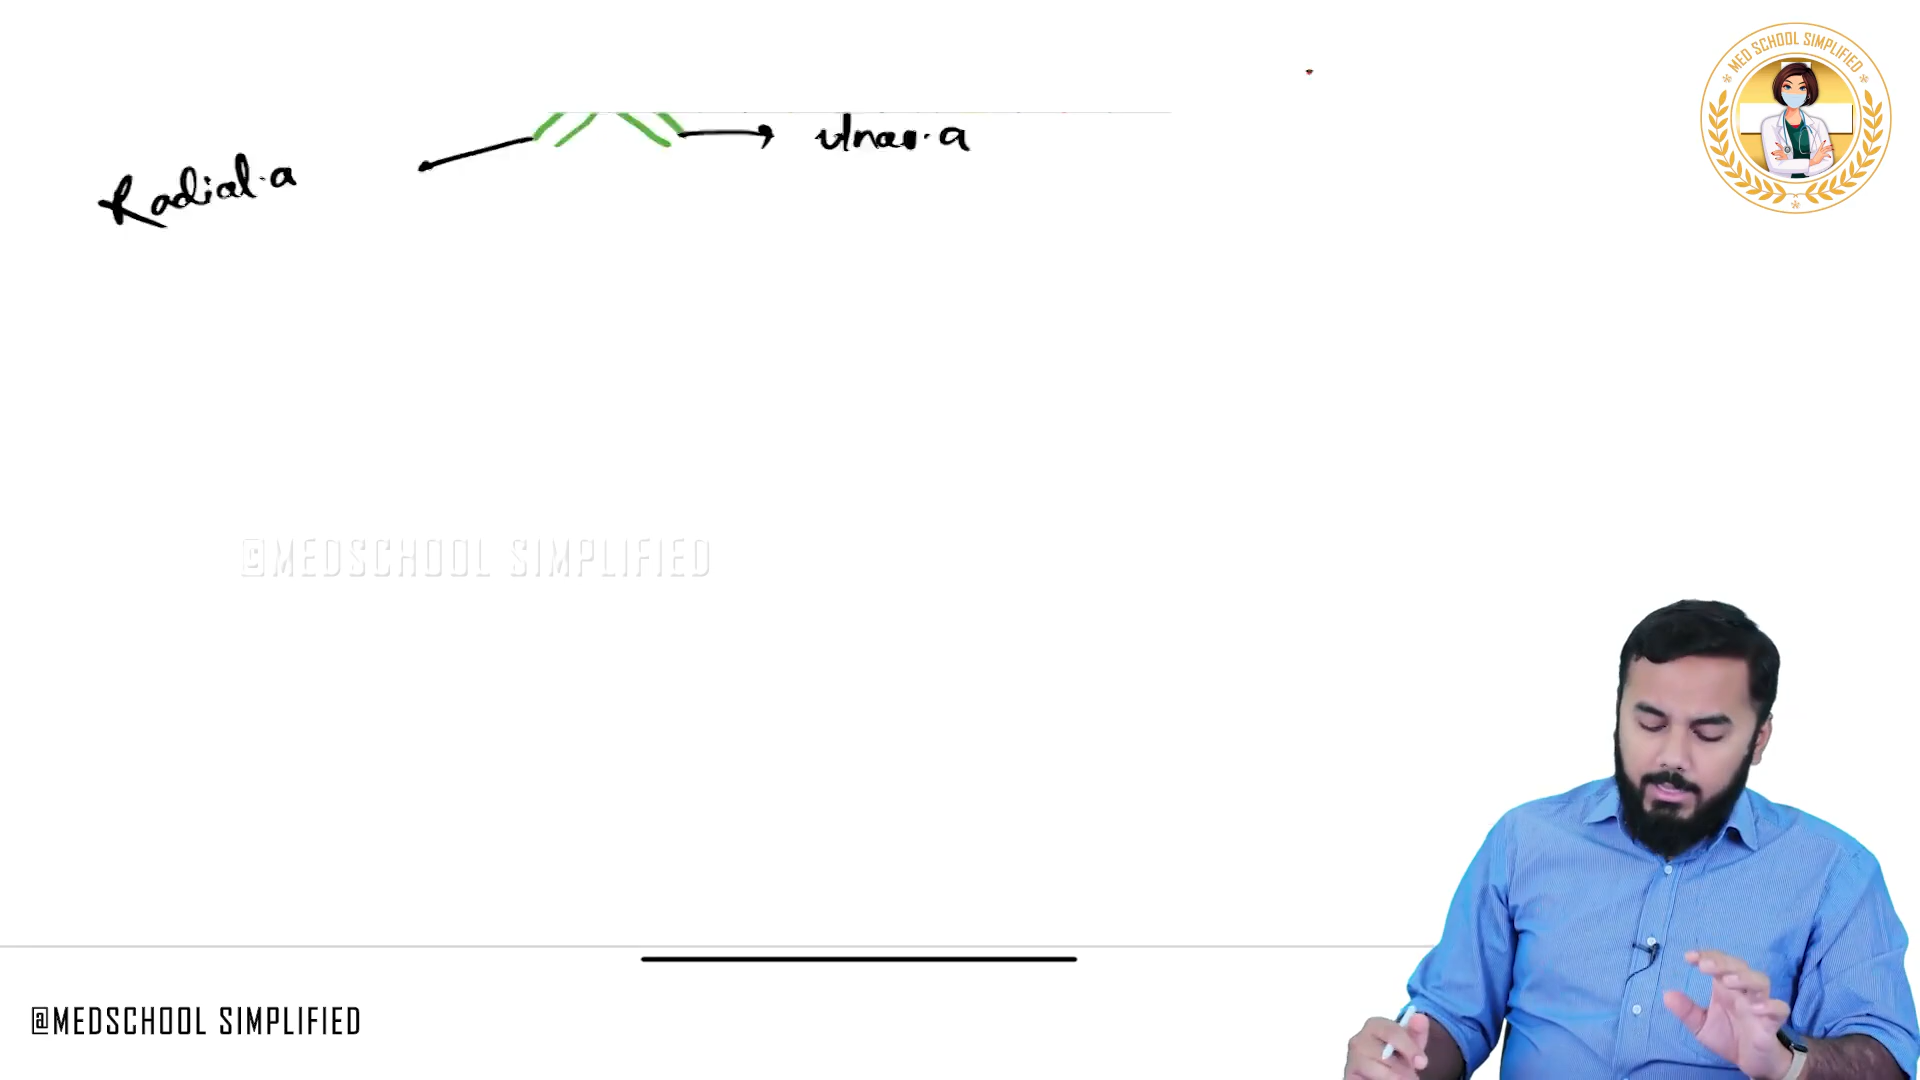 MED SCHOOL SIMPLIFIED
ulnar.a
Radial.a
@MEDSCHOOL SIMPLIFIED
@MEDSCHOOL SIMPLIFIED